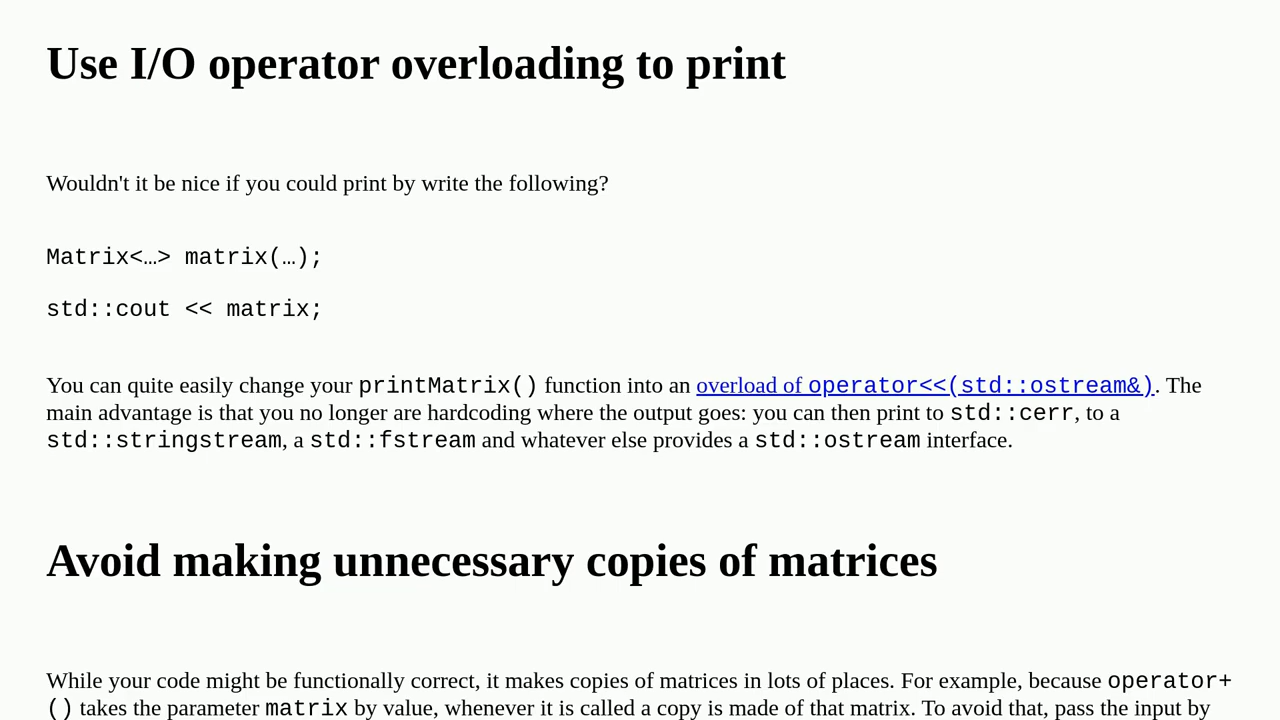 Use I/O operator overloading to print
Wouldn't it be nice if you could print by write the following?
Matrix<…> matrix(…);
std::cout << matrix;
You can quite easily change your printMatrix() function into an overload of operator<<(std::ostream&). The
main advantage is that you no longer are hardcoding where the output goes: you can then print to std::cerr, to a
std::stringstream, a std::fstream and whatever else provides a std::ostream interface.
Avoid making unnecessary copies of matrices
While your code might be functionally correct, it makes copies of matrices in lots of places. For example, because operator+
() takes the parameter matrix by value, whenever it is called a copy is made of that matrix. To avoid that, pass the input by